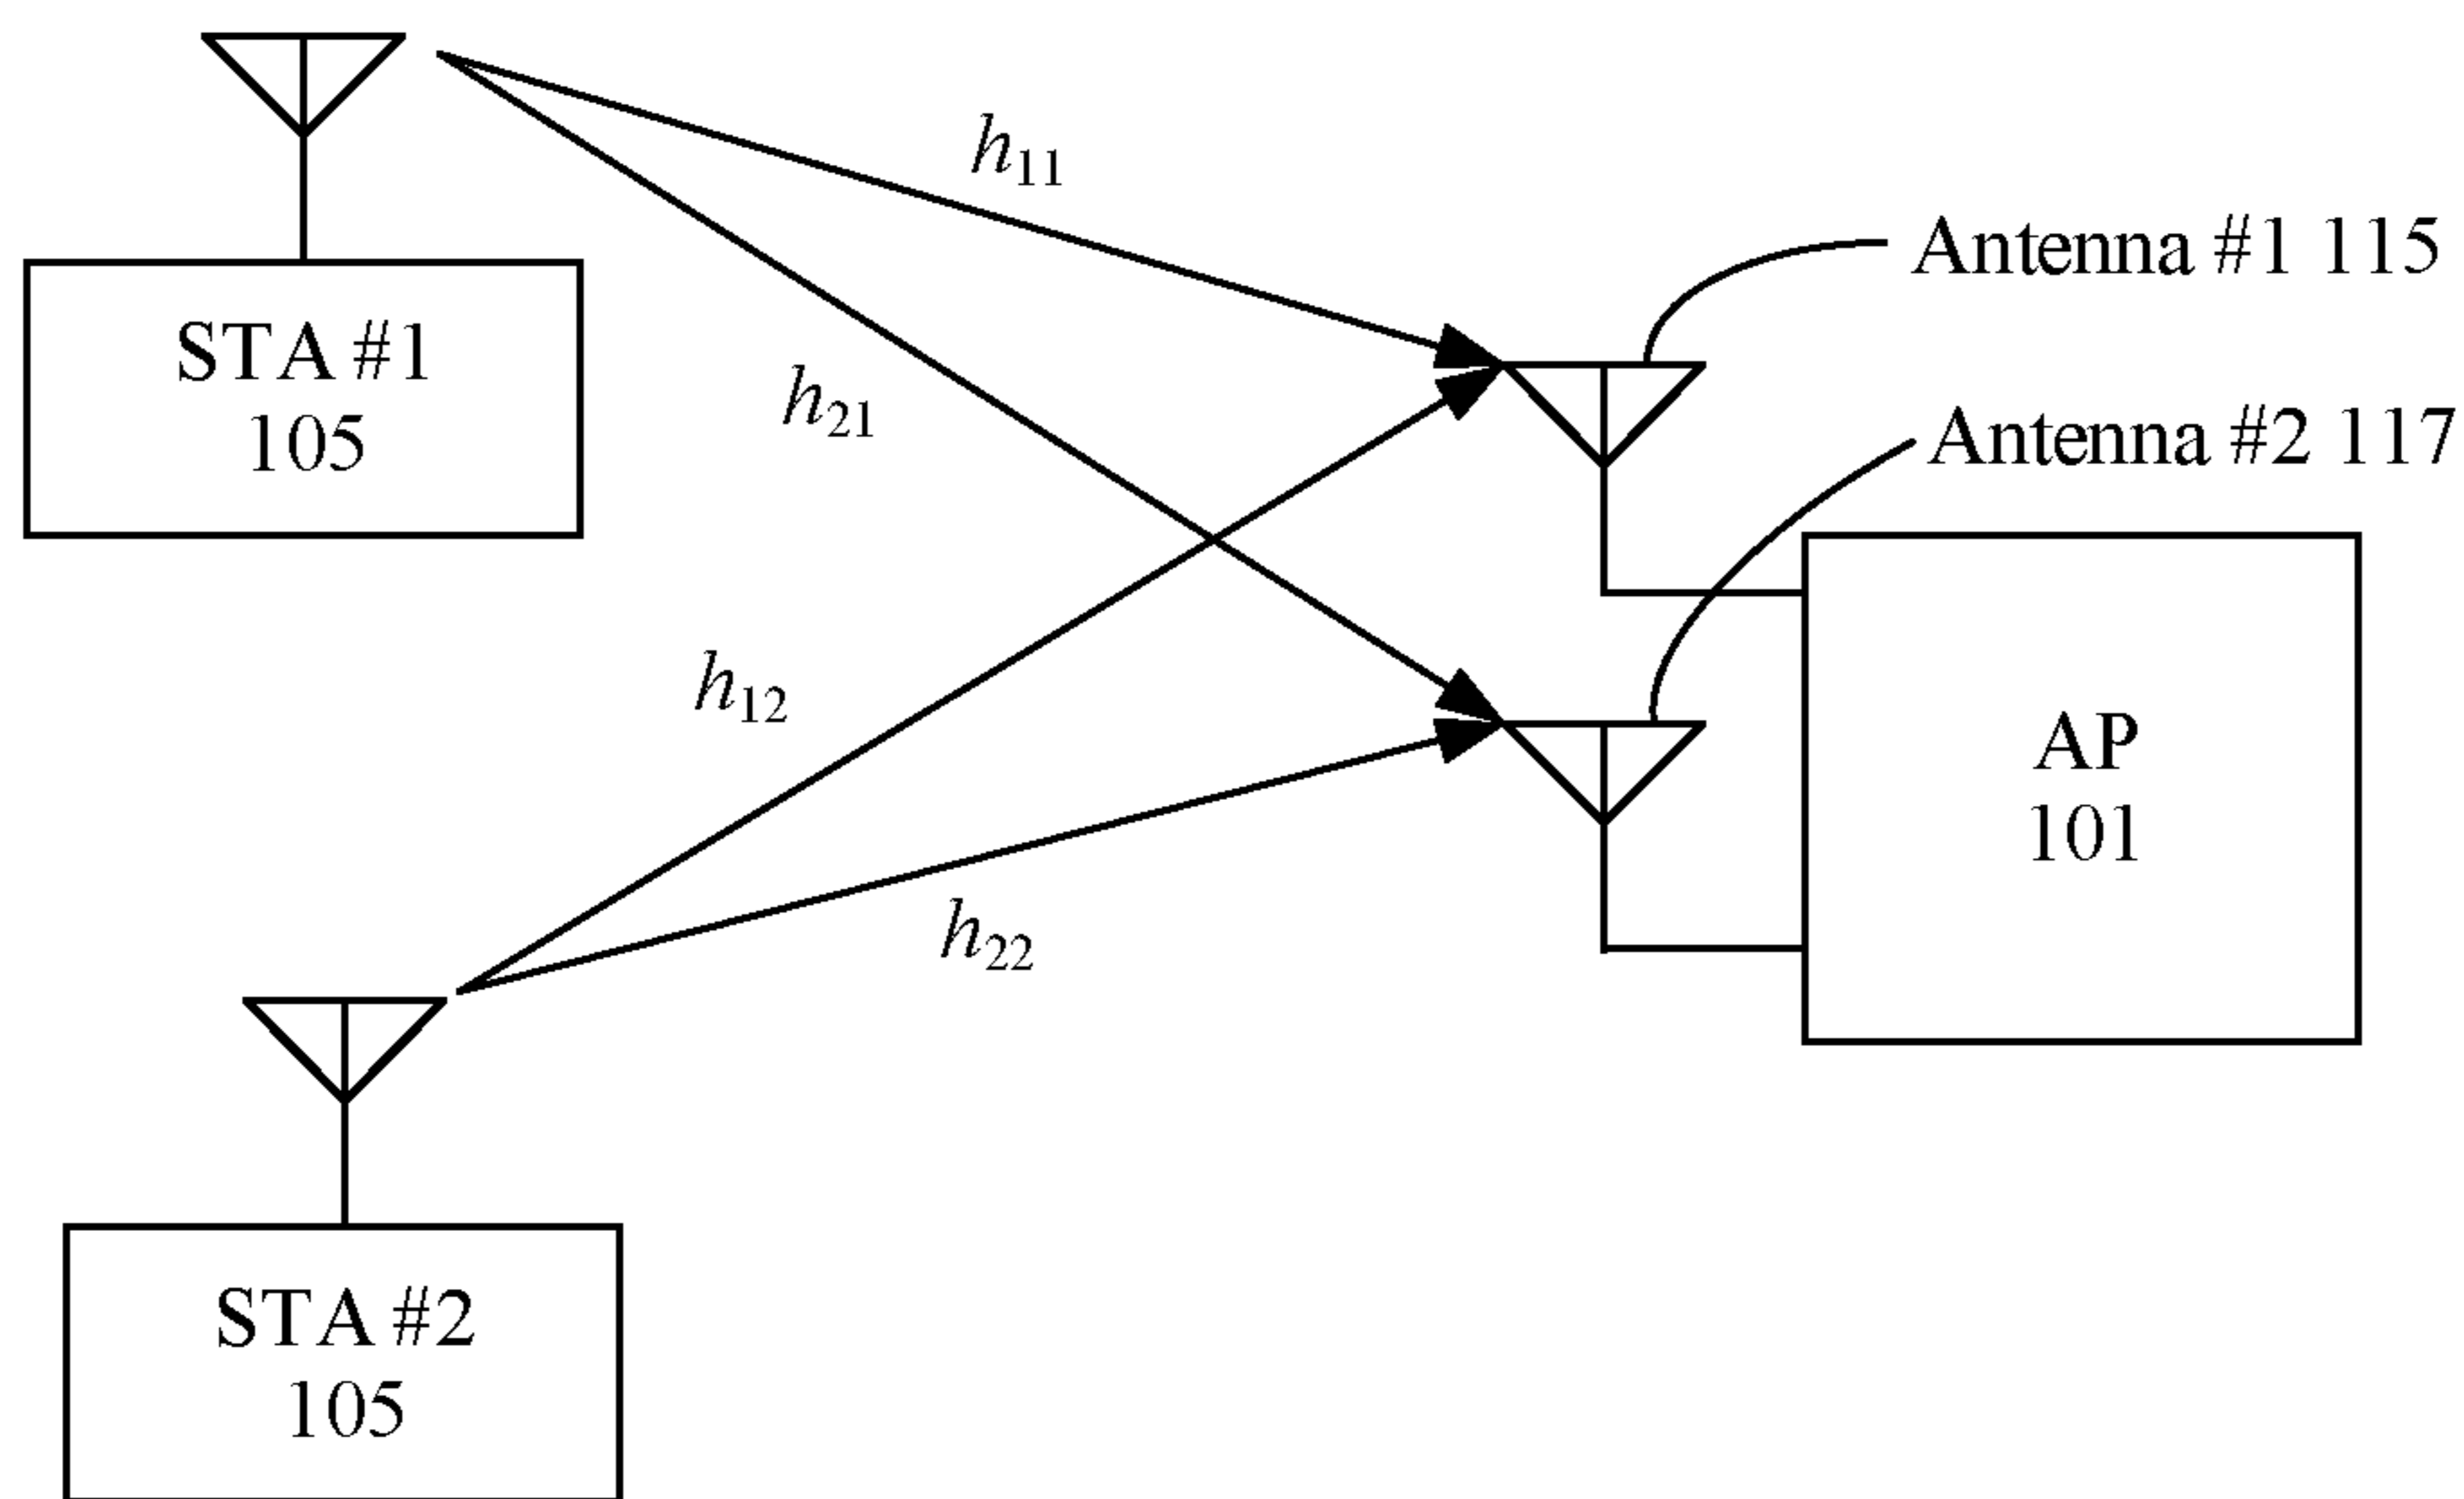 h11
Antenna #1 115
STA #1
105
h21
Antenna #2 117
h12
AP
101
h22
STA #2
105